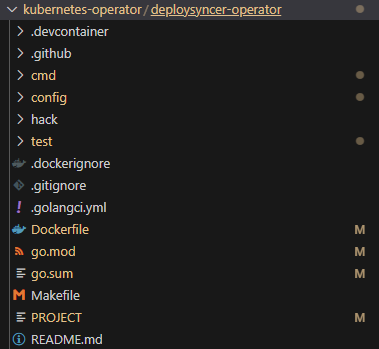 kubernetes-operator/deploysyncer-operator
.devcontainer
.github
cmd
config
hack
test
.dockerignore
.gitignore
.golangci.yml
Dockerfile M
go.mod M
go.sum M
Makefile
PROJECT M
README.md